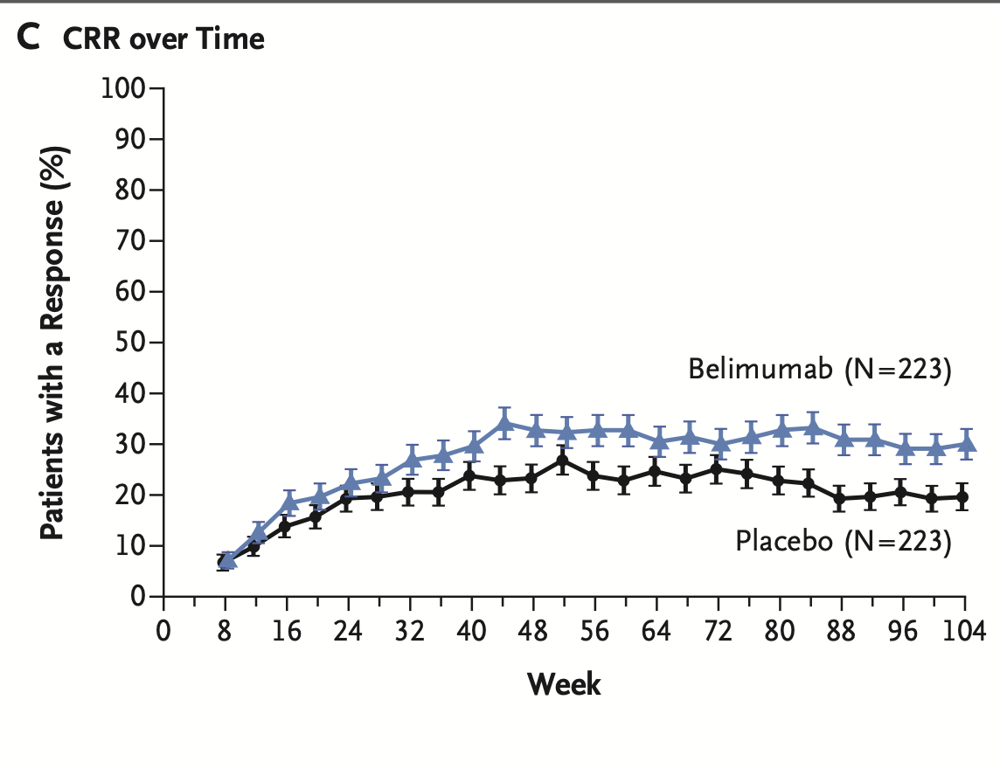 C CRR over Time
Patients with a Response (%)
100
90
80
70
60
50
40
30
20
10
0
Belimumab (N=223)
Placebo (N=223)
0 8 16 24 32 40 48 56 64 72 80 88 96 104
Week